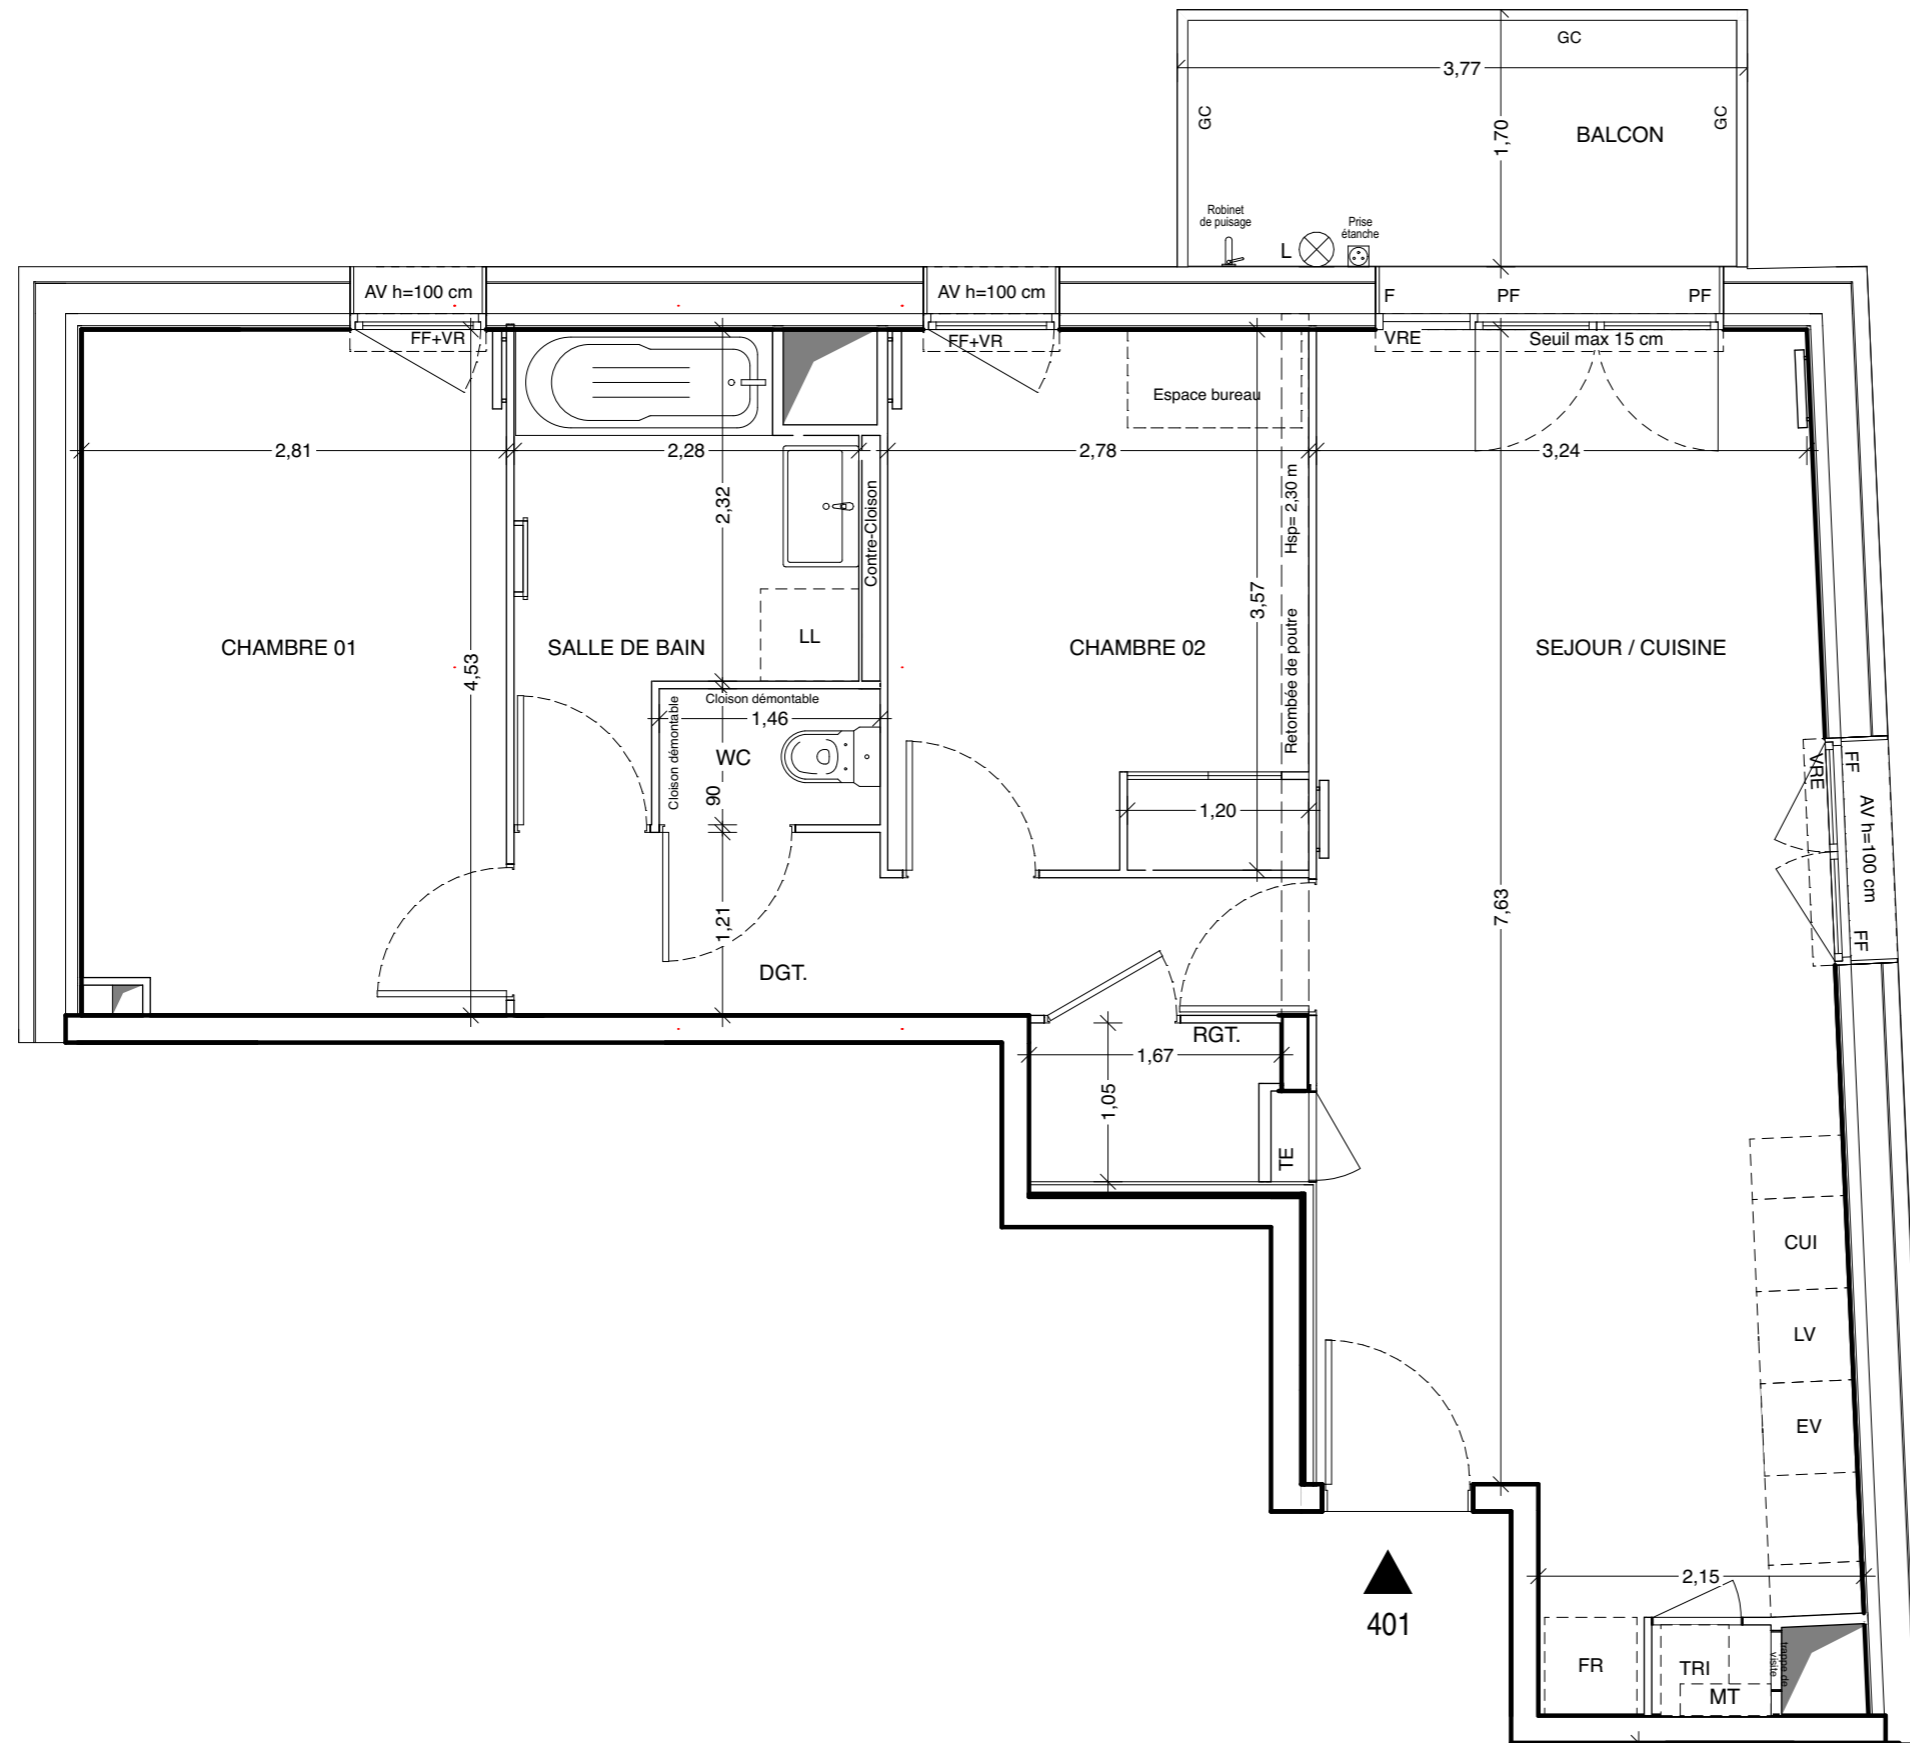 GC
3,77
GC
GC
1,70
BALCON
Robinet
de puisage
L
Prise
étanche
AV h=100 cm
AV h=100 cm
F
PF
PF
FF+VR
FF+VR
VRE
Seuil max 15 cm
Espace bureau
2,81
2,28
2,78
3,24
2,32
Contre-Cloison
Hsp= 2,30 m
3,57
CHAMBRE 01
4,53
SALLE DE BAIN
LL
CHAMBRE 02
Retombée de poutre
SEJOUR / CUISINE
Cloison démontable
Cloison démontable
1,46
WC
90
1,20
VRE
FF
AV h=100 cm
FF
1,21
7,63
DGT.
RGT.
1,67
1,05
TE
CUI
LV
EV
2,15
401
FR
TRI
MT
trappe de
visite